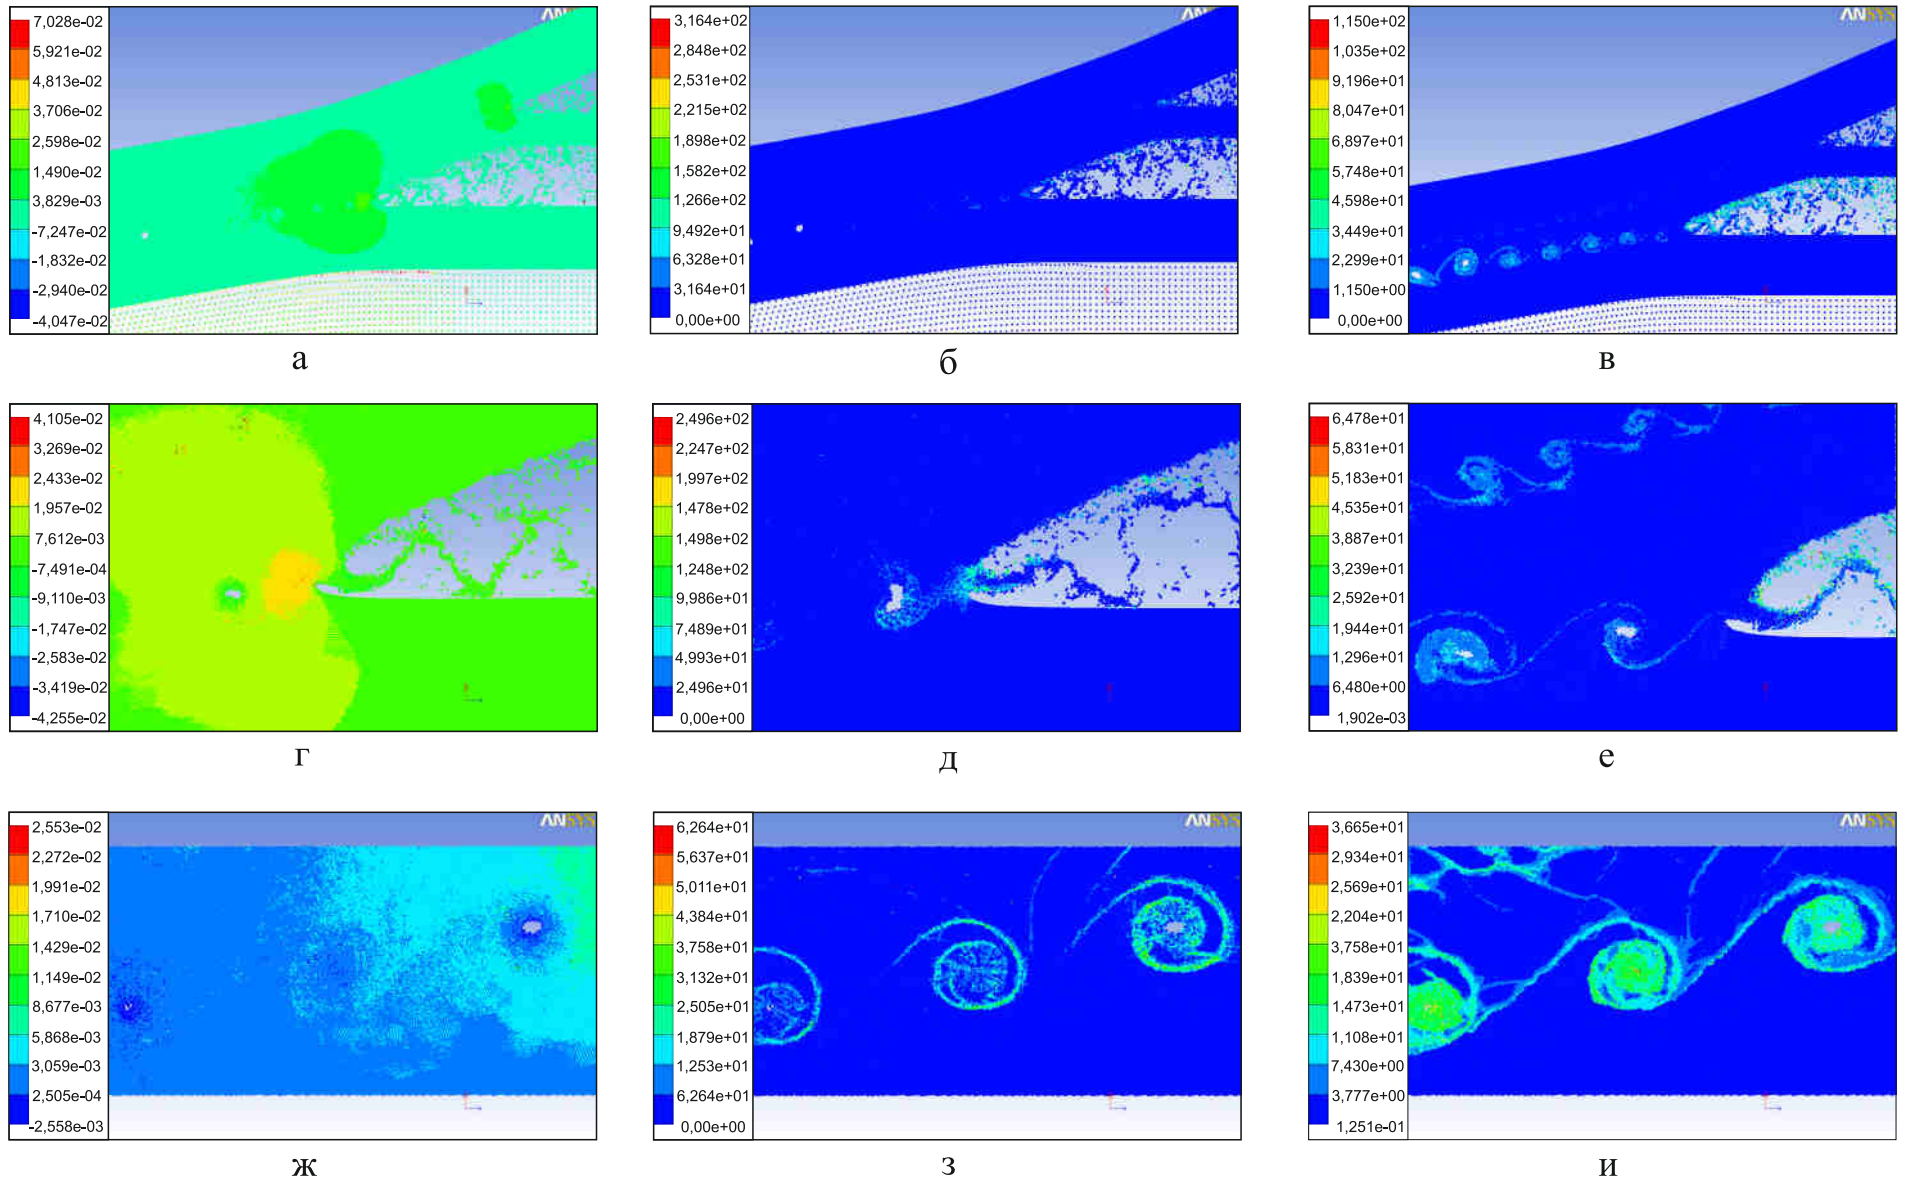 7,028e-02
5,921e-02
4,813e-02
3,706e-02
2,598e-02
1,490e-02
3,829e-03
-7,247e-02
-1,832e-02
-2,940e-02
-4,047e-02
ANSYS
а
3,164e+02
2,848e+02
2,531e+02
2,215e+02
1,898e+02
1,582e+02
1,266e+02
9,492e+01
6,328e+01
3,164e+01
0,00e+00
ANSYS
б
1,150e+02
1,035e+02
9,196e+01
8,047e+01
6,897e+01
5,748e+01
4,598e+01
3,449e+01
2,299e+01
1,150e+00
0,00e+00
ANSYS
в
4,105e-02
3,269e-02
2,433e-02
1,957e-02
7,612e-03
-7,491e-04
-9,110e-03
-1,747e-02
-2,583e-02
-3,419e-02
-4,255e-02
г
2,496e+02
2,247e+02
1,997e+02
1,478e+02
1,498e+02
1,248e+02
9,986e+01
7,489e+01
4,993e+01
2,496e+01
0,00e+00
д
6,478e+01
5,831e+01
5,183e+01
4,535e+01
3,887e+01
3,239e+01
2,592e+01
1,944e+01
1,296e+01
6,480e+00
1,902e-03
е
2,553e-02
2,272e-02
1,991e-02
1,710e-02
1,429e-02
1,149e-02
8,677e-03
5,868e-03
3,059e-03
2,505e-04
-2,558e-03
ANSYS
ж
6,264e+01
5,637e+01
5,011e+01
4,384e+01
3,758e+01
3,132e+01
2,505e+01
1,879e+01
1,253e+01
6,264e+01
0,00e+00
ANSYS
з
3,665e+01
2,934e+01
2,569e+01
2,204e+01
3,758e+01
1,839e+01
1,473e+01
1,108e+01
7,430e+00
3,777e+00
1,251e-01
ANSYS
и